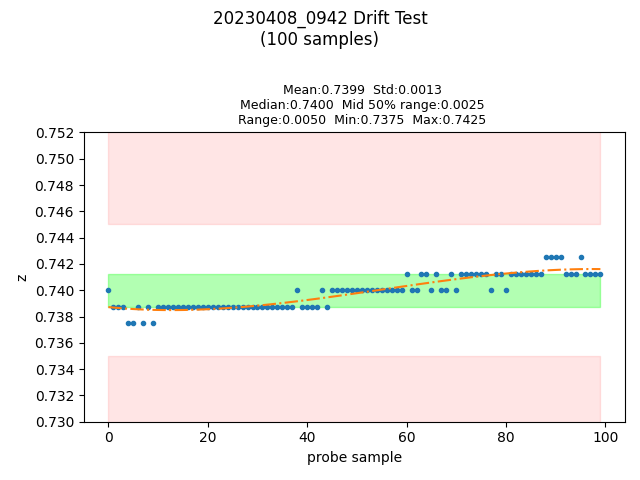 20230408_0942 Drift Test
(100 samples)
Mean:0.7399  Std:0.0013
Median:0.7400  Mid 50% range:0.0025
Range:0.0050  Min:0.7375  Max:0.7425
0.752
0.750
0.748
0.746
0.744
0.742
0.740
0.738
0.736
0.734
0.732
0.730
z
0 20 40 60 80 100
probe sample